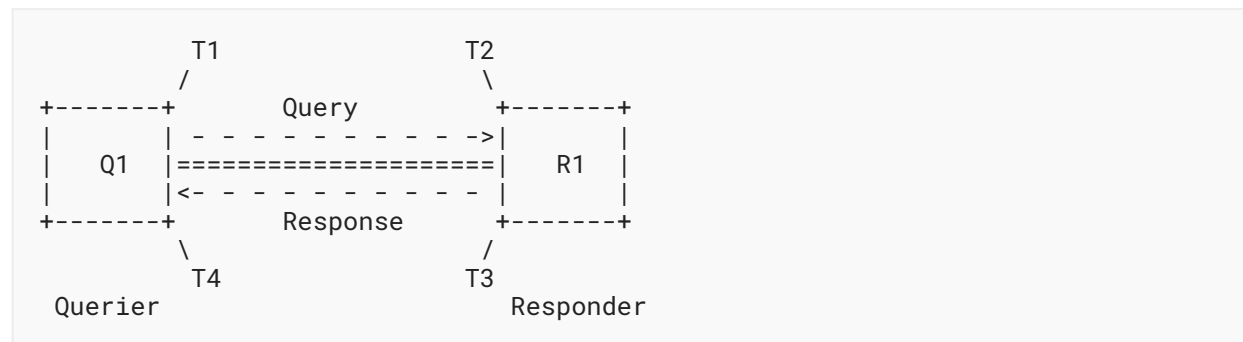 T1 T2
/ \
+-------+ Query +-------+
| | - - - - - - - - - ->| |
| Q1 |=====================| R1 |
| |<- - - - - - - - - - | |
+-------+ Response +-------+
\ /
T4 T3
Querier Responder